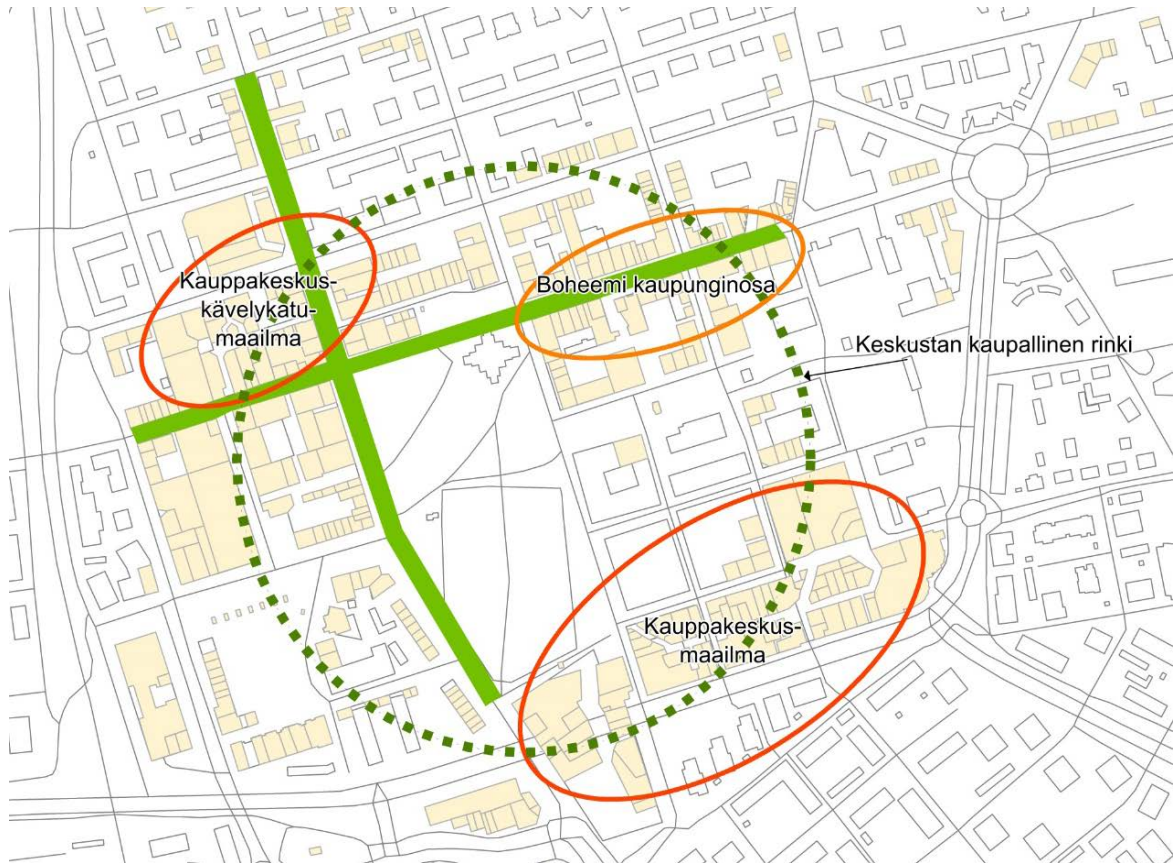 Kauppakeskus-
kävelykatu-
maailma
Boheemi kaupunginosa
Keskustan kaupallinen rinki
Kauppakeskus-
maailma